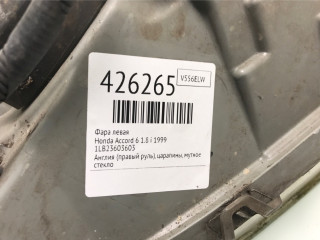 426265
V556ELW
Фара левая
Honda Accord 6 1.8 i 1999
1LB23603603
Англия (правый руль),царапины, мутное
стекло